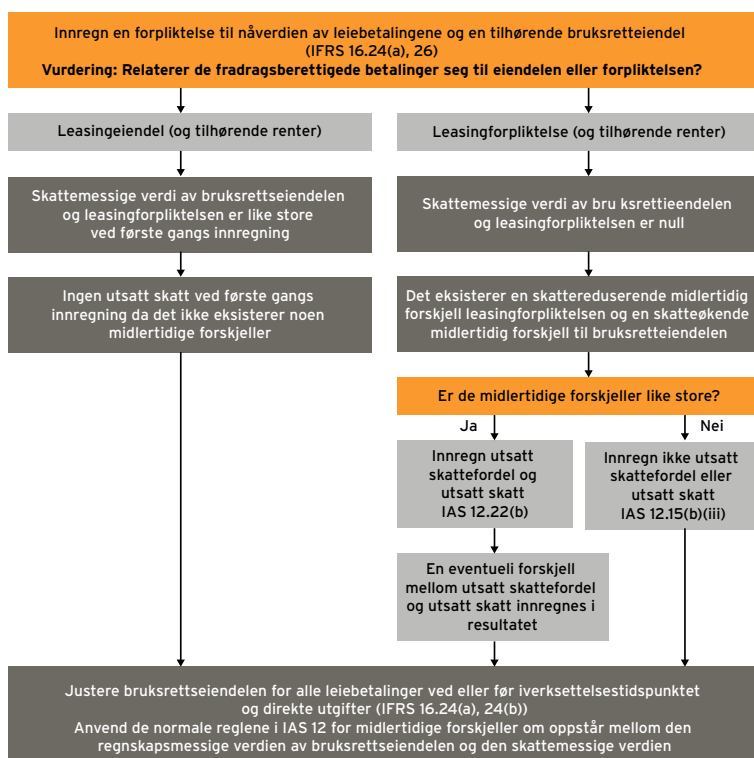 Innregn en forpliktelse til nåverdien av leiebetalingene og en tilhørende bruksretteiendel
(IFRS 16.24(a), 26)
Vurdering: Relaterer de fradragsberettigede betalinger seg til eiendelen eller forpliktelsen?
Leasingeiendel (og tilhørende renter)
Leasingforpliktelse (og tilhørende renter)
Skattemessige verdi av bruksrettseiendelen
og leasingforpliktelsen er like store
ved første gangs innregning
Skattemessige verdi av bru ksrettieendelen
og leasingforpliktelsen er null
Ingen utsatt skatt ved første gangs
innregning da det ikke eksisterer noen
midlertidige forskjeller
Det eksisterer en skattereduserende midlertidig
forskjell leasingforpliktelsen og en skatteøkende
midlertidig forskjell til bruksretteiendelen
Er de midlertidige forskjeller like store?
Ja
Nei
Innregn utsatt
skattefordel og
utsatt skatt
IAS 12.22(b)
Innregn ikke utsatt
skattefordel eller
utsatt skatt
IAS 12.15(b)(iii)
En eventueli forskjell
mellom utsatt skattefordel
og utsatt skatt innregnes i
resultatet
Justere bruksrettseiendelen for alle leiebetalinger ved eller før iverksettelsestidspunktet
og direkte utgifter (IFRS 16.24(a), 24(b))
Anvend de normale reglene i IAS 12 for midlertidige forskjeller om oppstår mellom den
regnskapsmessige verdien av bruksrettseiendelen og den skattemessige verdien